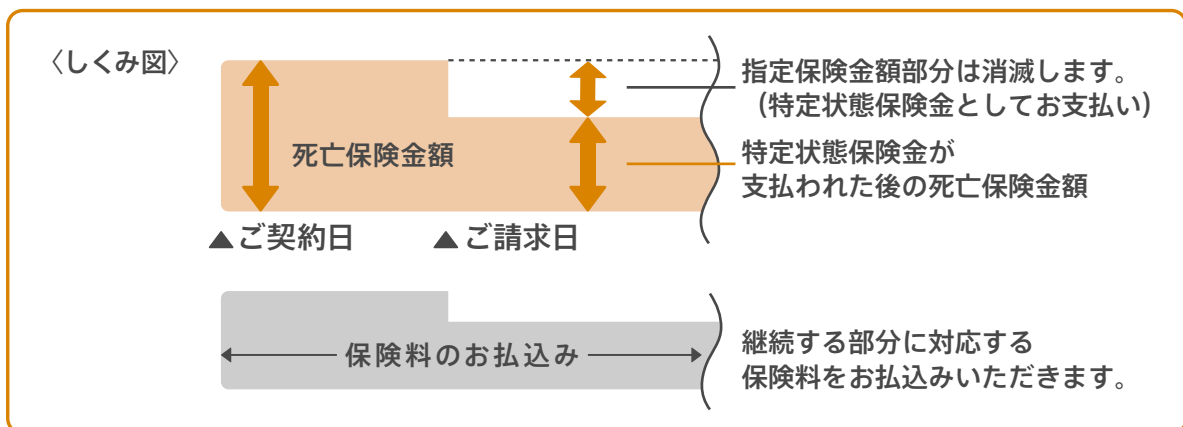 〈しくみ図〉
指定保険金額部分は消滅します。
（特定状態保険金としてお支払い）
死亡保険金額
特定状態保険金が
支払われた後の死亡保険金額
▲ご契約日
▲ご請求日
保険料のお払込み
継続する部分に対応する
保険料をお払込みいただきます。